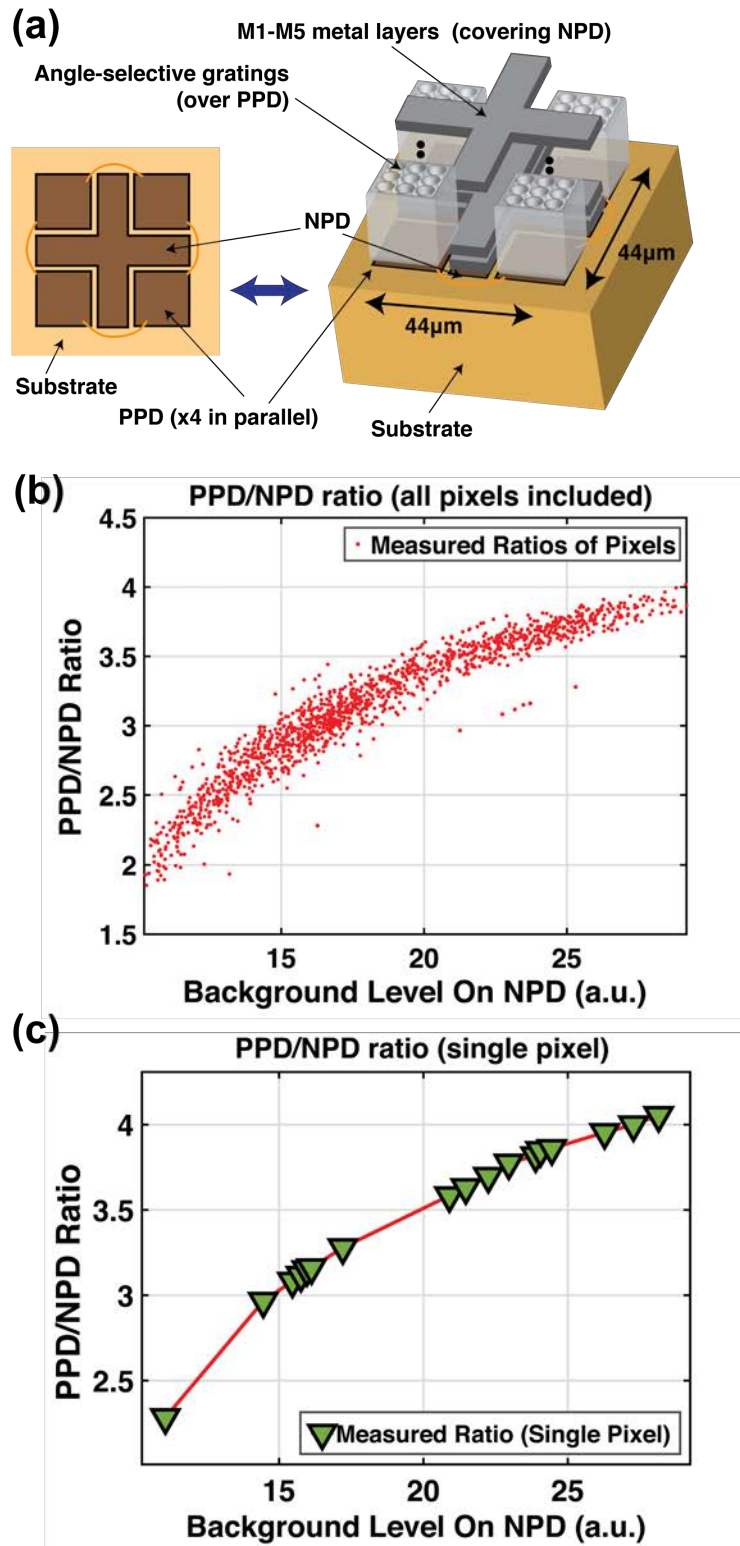 (a)
M1-M5 metal layers (covering NPD)
Angle-selective gratings
(over PPD)
NPD
44μm
44μm
Substrate
PPD (x4 in parallel)
Substrate
(b)
PPD/NPD ratio (all pixels included)
Measured Ratios of Pixels
PPD/NPD Ratio
4.5
4
3.5
3
2.5
2
1.5
15
20
25
Background Level On NPD (a.u.)
(c)
PPD/NPD ratio (single pixel)
PPD/NPD Ratio
4
3.5
3
2.5
Measured Ratio (Single Pixel)
15
20
25
Background Level On NPD (a.u.)